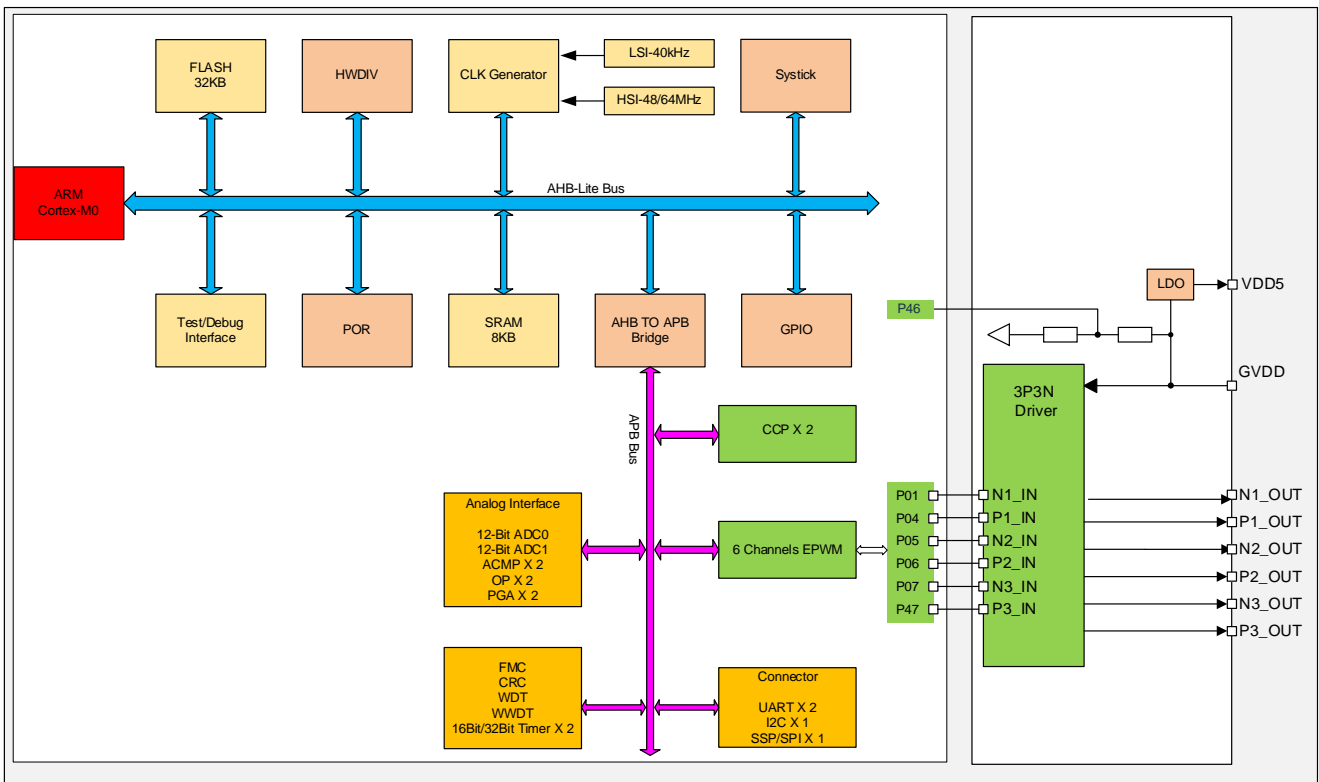 FLASH
32KB
HWDIV
CLK Generator
LSI-40kHz
HSI-48/64MHz
Systick
ARM
Cortex-M0
AHB-Lite Bus
Test/Debug
Interface
POR
SRAM
8KB
AHB TO APB
Bridge
GPIO
P46
LDO
VDD5
GVDD
3P3N
Driver
APB Bus
CCP X 2
Analog Interface
12-Bit ADC0
12-Bit ADC1
ACMP X 2
OP X 2
PGA X 2
6 Channels EPWM
P01
P04
P05
P06
P07
P47
N1_IN
P1_IN
N2_IN
P2_IN
N3_IN
P3_IN
N1_OUT
P1_OUT
N2_OUT
P2_OUT
N3_OUT
P3_OUT
FMC
CRC
WDT
WWDT
16Bit/32Bit Timer X 2
Connector
UART X 2
I2C X 1
SSP/SPI X 1